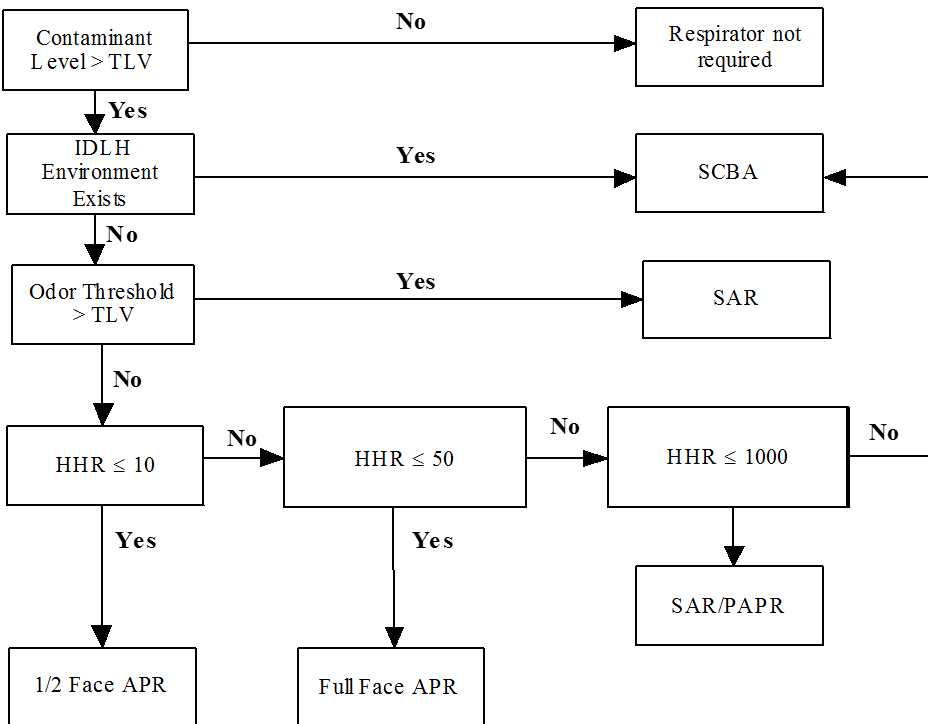 Contaminant
Level > TLV
No
Respirator not
required
Yes
IDLH
Environment
Exists
Yes
SCBA
No
Odor Threshold
> TLV
Yes
SAR
No
HHR ≤ 10
No
HHR ≤ 50
No
HHR ≤ 1000
No
Yes
Yes
SAR/PAPR
1/2 Face APR
Full Face APR